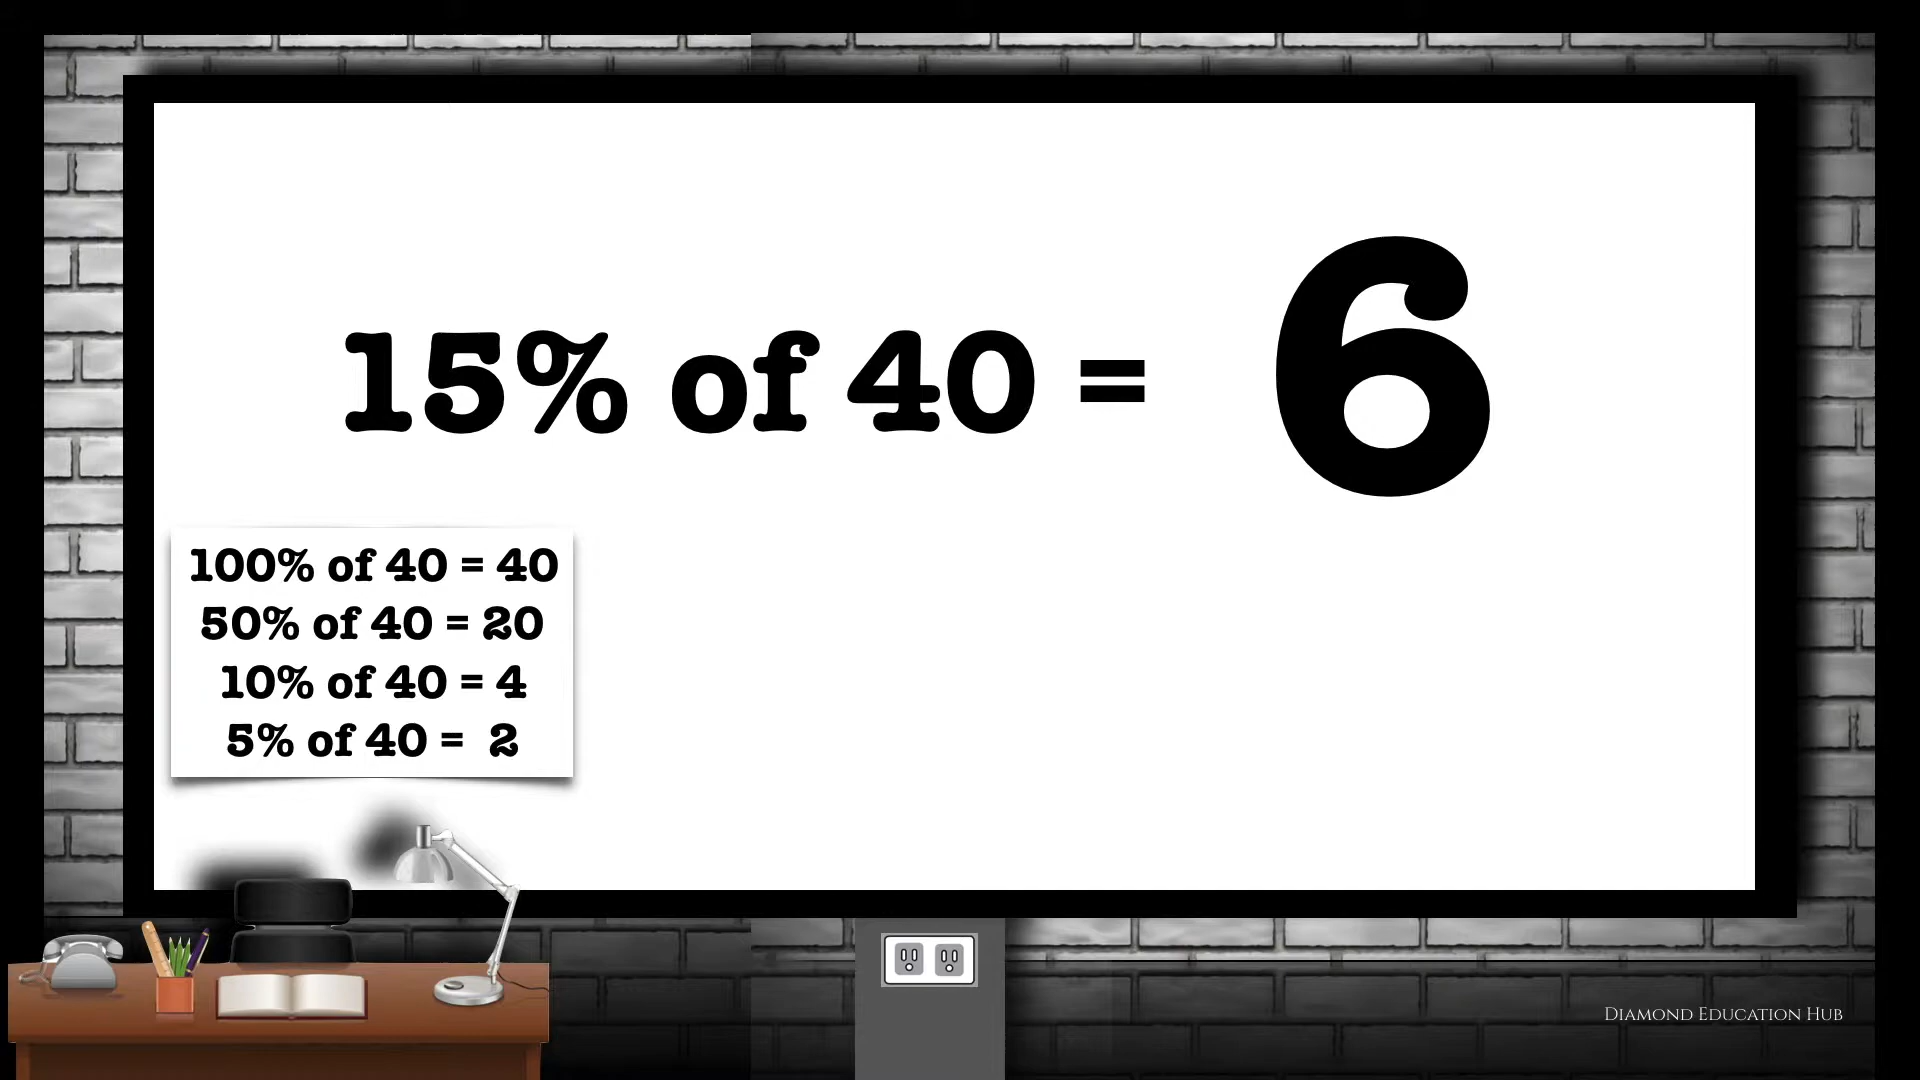 15% of 40 = 6
100% of 40 = 40
50% of 40 = 20
10% of 40 = 4
5% of 40 = 2
Diamond Education Hub